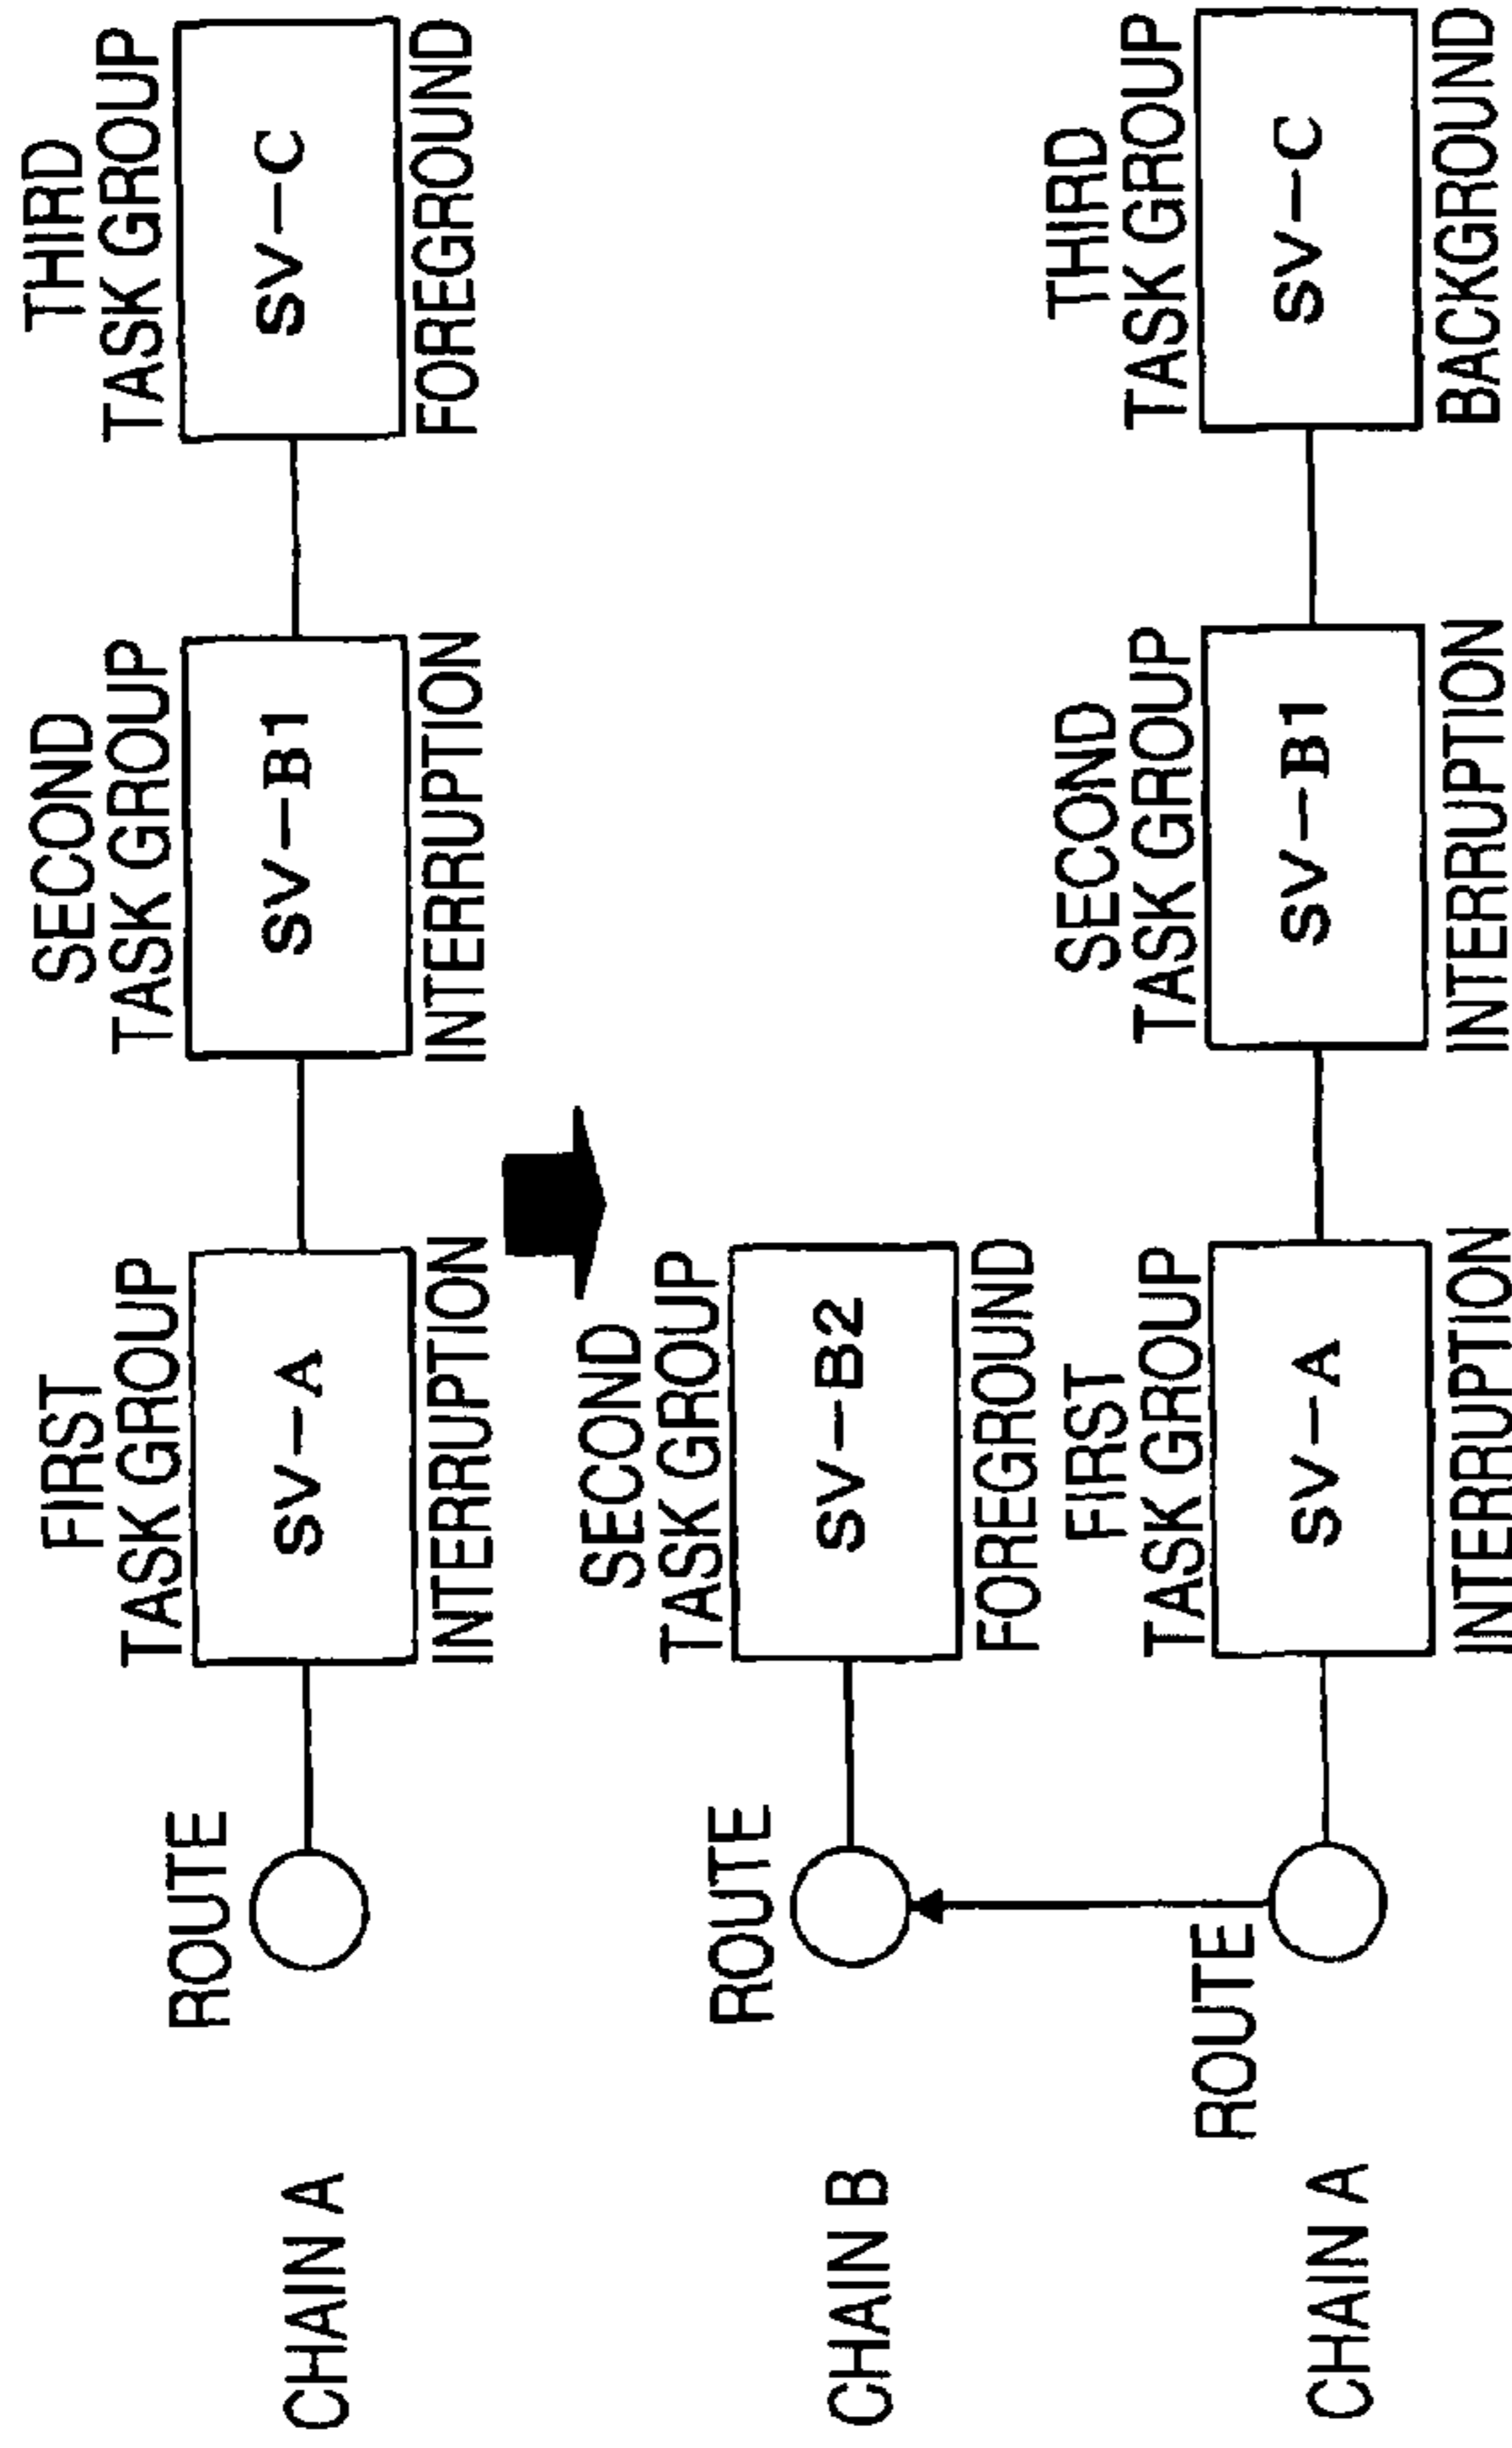 FIRST
TASK GROUP
SECOND
TASK GROUP
THIRD
TASK GROUP
ROUTE
CHAIN A
SV—A
SV—B1
SV—C
INTERRUPTION
INTERRUPTION
FOREGROUND
SECOND
TASK GROUP
ROUTE
CHAIN B
SV—B2
FOREGROUND
FIRST
TASK GROUP
SECOND
TASK GROUP
THIRD
TASK GROUP
ROUTE
CHAIN A
SV—A
SV—B1
SV—C
INTERRUPTION
INTERRUPTION
BACKGROUND